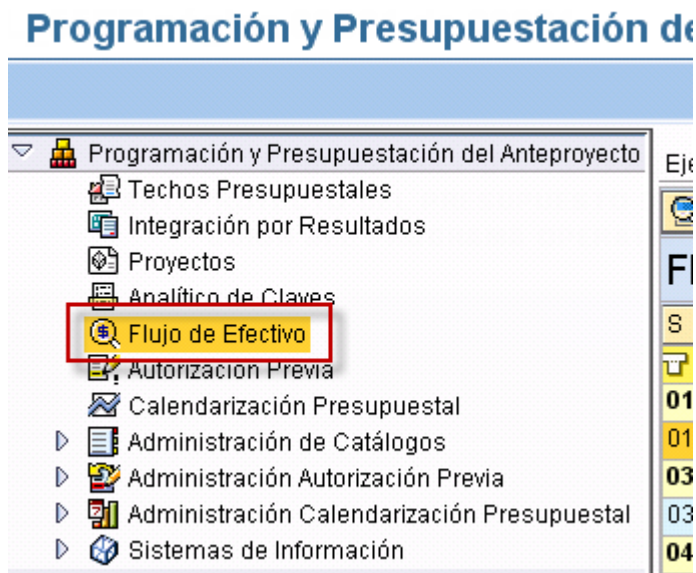 Programación y Presupuestación de
Programación y Presupuestación del Anteproyecto
Techos Presupuestales
Integración por Resultados
Proyectos
Analítico de Claves
Flujo de Efectivo
Autorización Previa
Calendarización Presupuestal
Administración de Catálogos
Administración Autorización Previa
Administración Calendarización Presupuestal
Sistemas de Información
Eje
Fl
S
01
01
03
03
04